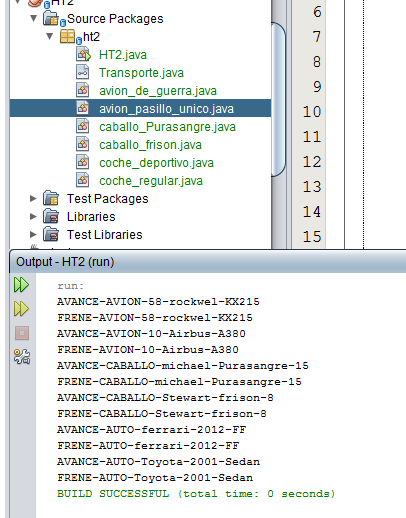 HT2
Source Packages
ht2
HT2.java
Transporte.java
avion_de_guerra.java
avion_pasillo_unico.java
caballo_Purasangre.java
caballo_frison.java
coche_deportivo.java
coche_regular.java
Test Packages
Libraries
Test Libraries
6
7
8
9
10
11
12
13
14
15
Output - HT2 (run)
run:
AVANCE-AVION-58-rockwel-KX215
FRENE-AVION-58-rockwel-KX215
AVANCE-AVION-10-Airbus-A380
FRENE-AVION-10-Airbus-A380
AVANCE-CABALLO-michael-Purasangre-15
FRENE-CABALLO-michael-Purasangre-15
AVANCE-CABALLO-Stewart-frison-8
FRENE-CABALLO-Stewart-frison-8
AVANCE-AUTO-ferrari-2012-FF
FRENE-AUTO-ferrari-2012-FF
AVANCE-AUTO-Toyota-2001-Sedan
FRENE-AUTO-Toyota-2001-Sedan
BUILD SUCCESSFUL (total time: 0 seconds)